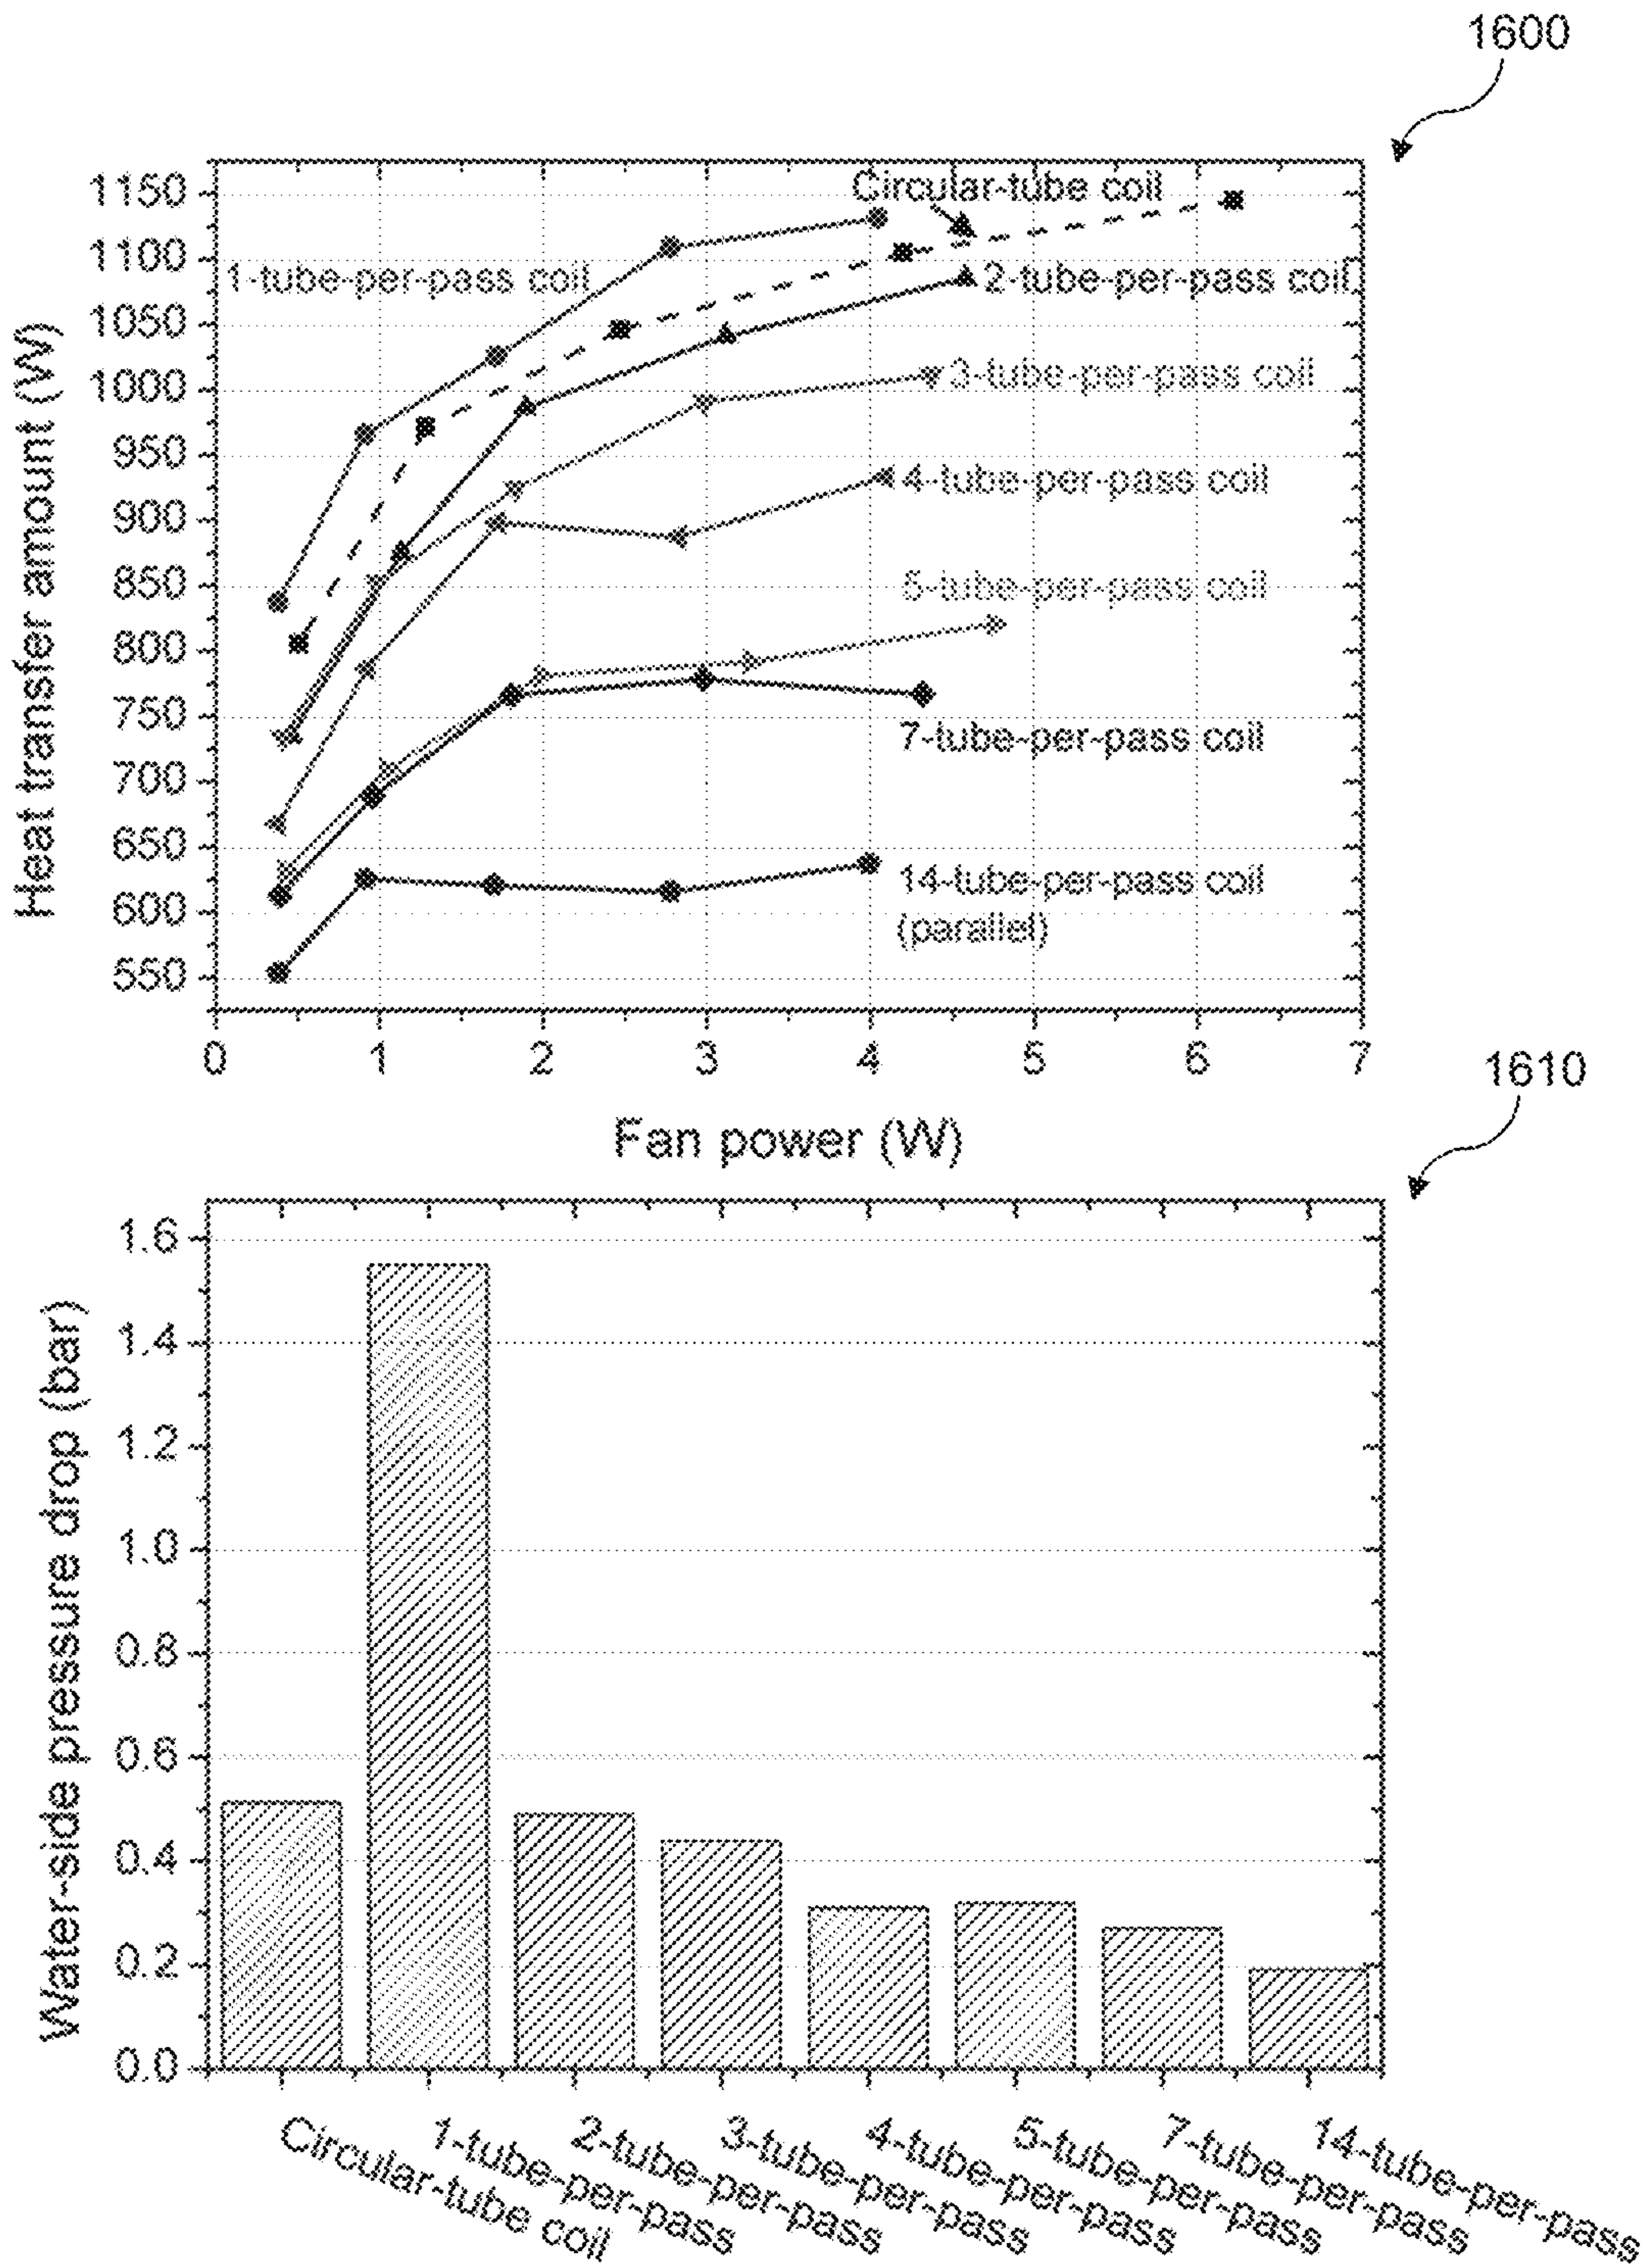 1600
1150
1100
1050
1000
950
900
850
800
750
700
650
600
550
Heat transfer amount (W)
Circular-tube coil
1-tube-per-pass coil
2-tube-per-pass coil
3-tube-per-pass coil
4-tube-per-pass coil
5-tube-per-pass coil
7-tube-per-pass coil
14-tube-per-pass coil
(parallel)
0 1 2 3 4 5 6 7
Fan power (W)
1610
1.6
1.4
1.2
1.0
0.8
0.6
0.4
0.2
0.0
Water-side pressure drop (bar)
Circular-tube coil
1-tube-per-pass
2-tube-per-pass
3-tube-per-pass
4-tube-per-pass
5-tube-per-pass
7-tube-per-pass
14-tube-per-pass